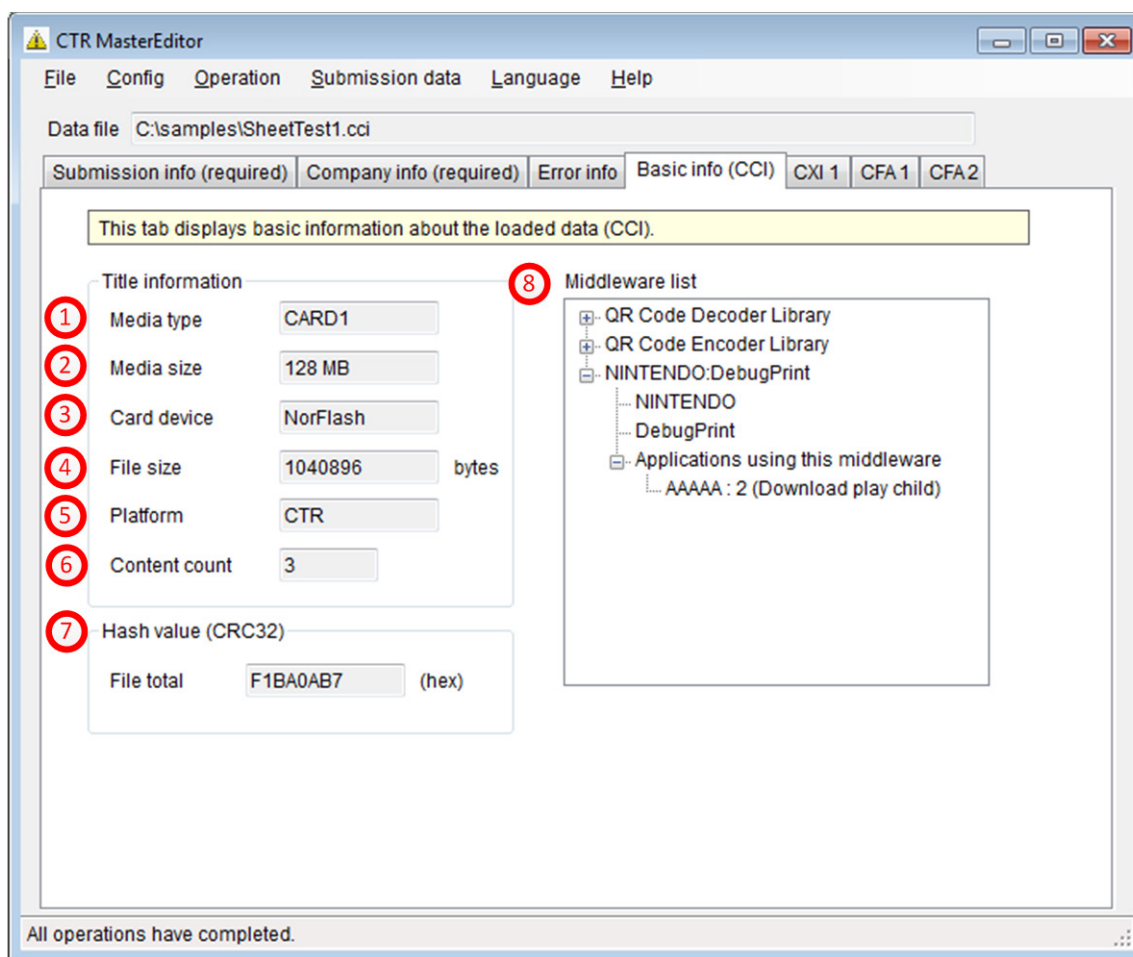 CTR MasterEditor
File Config Operation Submission data Language Help
Data file C:\samples\SheetTest1.cci
Submission info (required) Company info (required) Error info Basic info (CCI) CXI 1 CFA 1 CFA 2
This tab displays basic information about the loaded data (CCI).
Title information
1 Media type CARD1
2 Media size 128 MB
3 Card device NorFlash
4 File size 1040896 bytes
5 Platform CTR
6 Content count 3
7 Hash value (CRC32)
File total F1BA0AB7 (hex)
8 Middleware list
QR Code Decoder Library
QR Code Encoder Library
NINTENDO:DebugPrint
NINTENDO
DebugPrint
Applications using this middleware
AAAAA : 2 (Download play child)
All operations have completed.